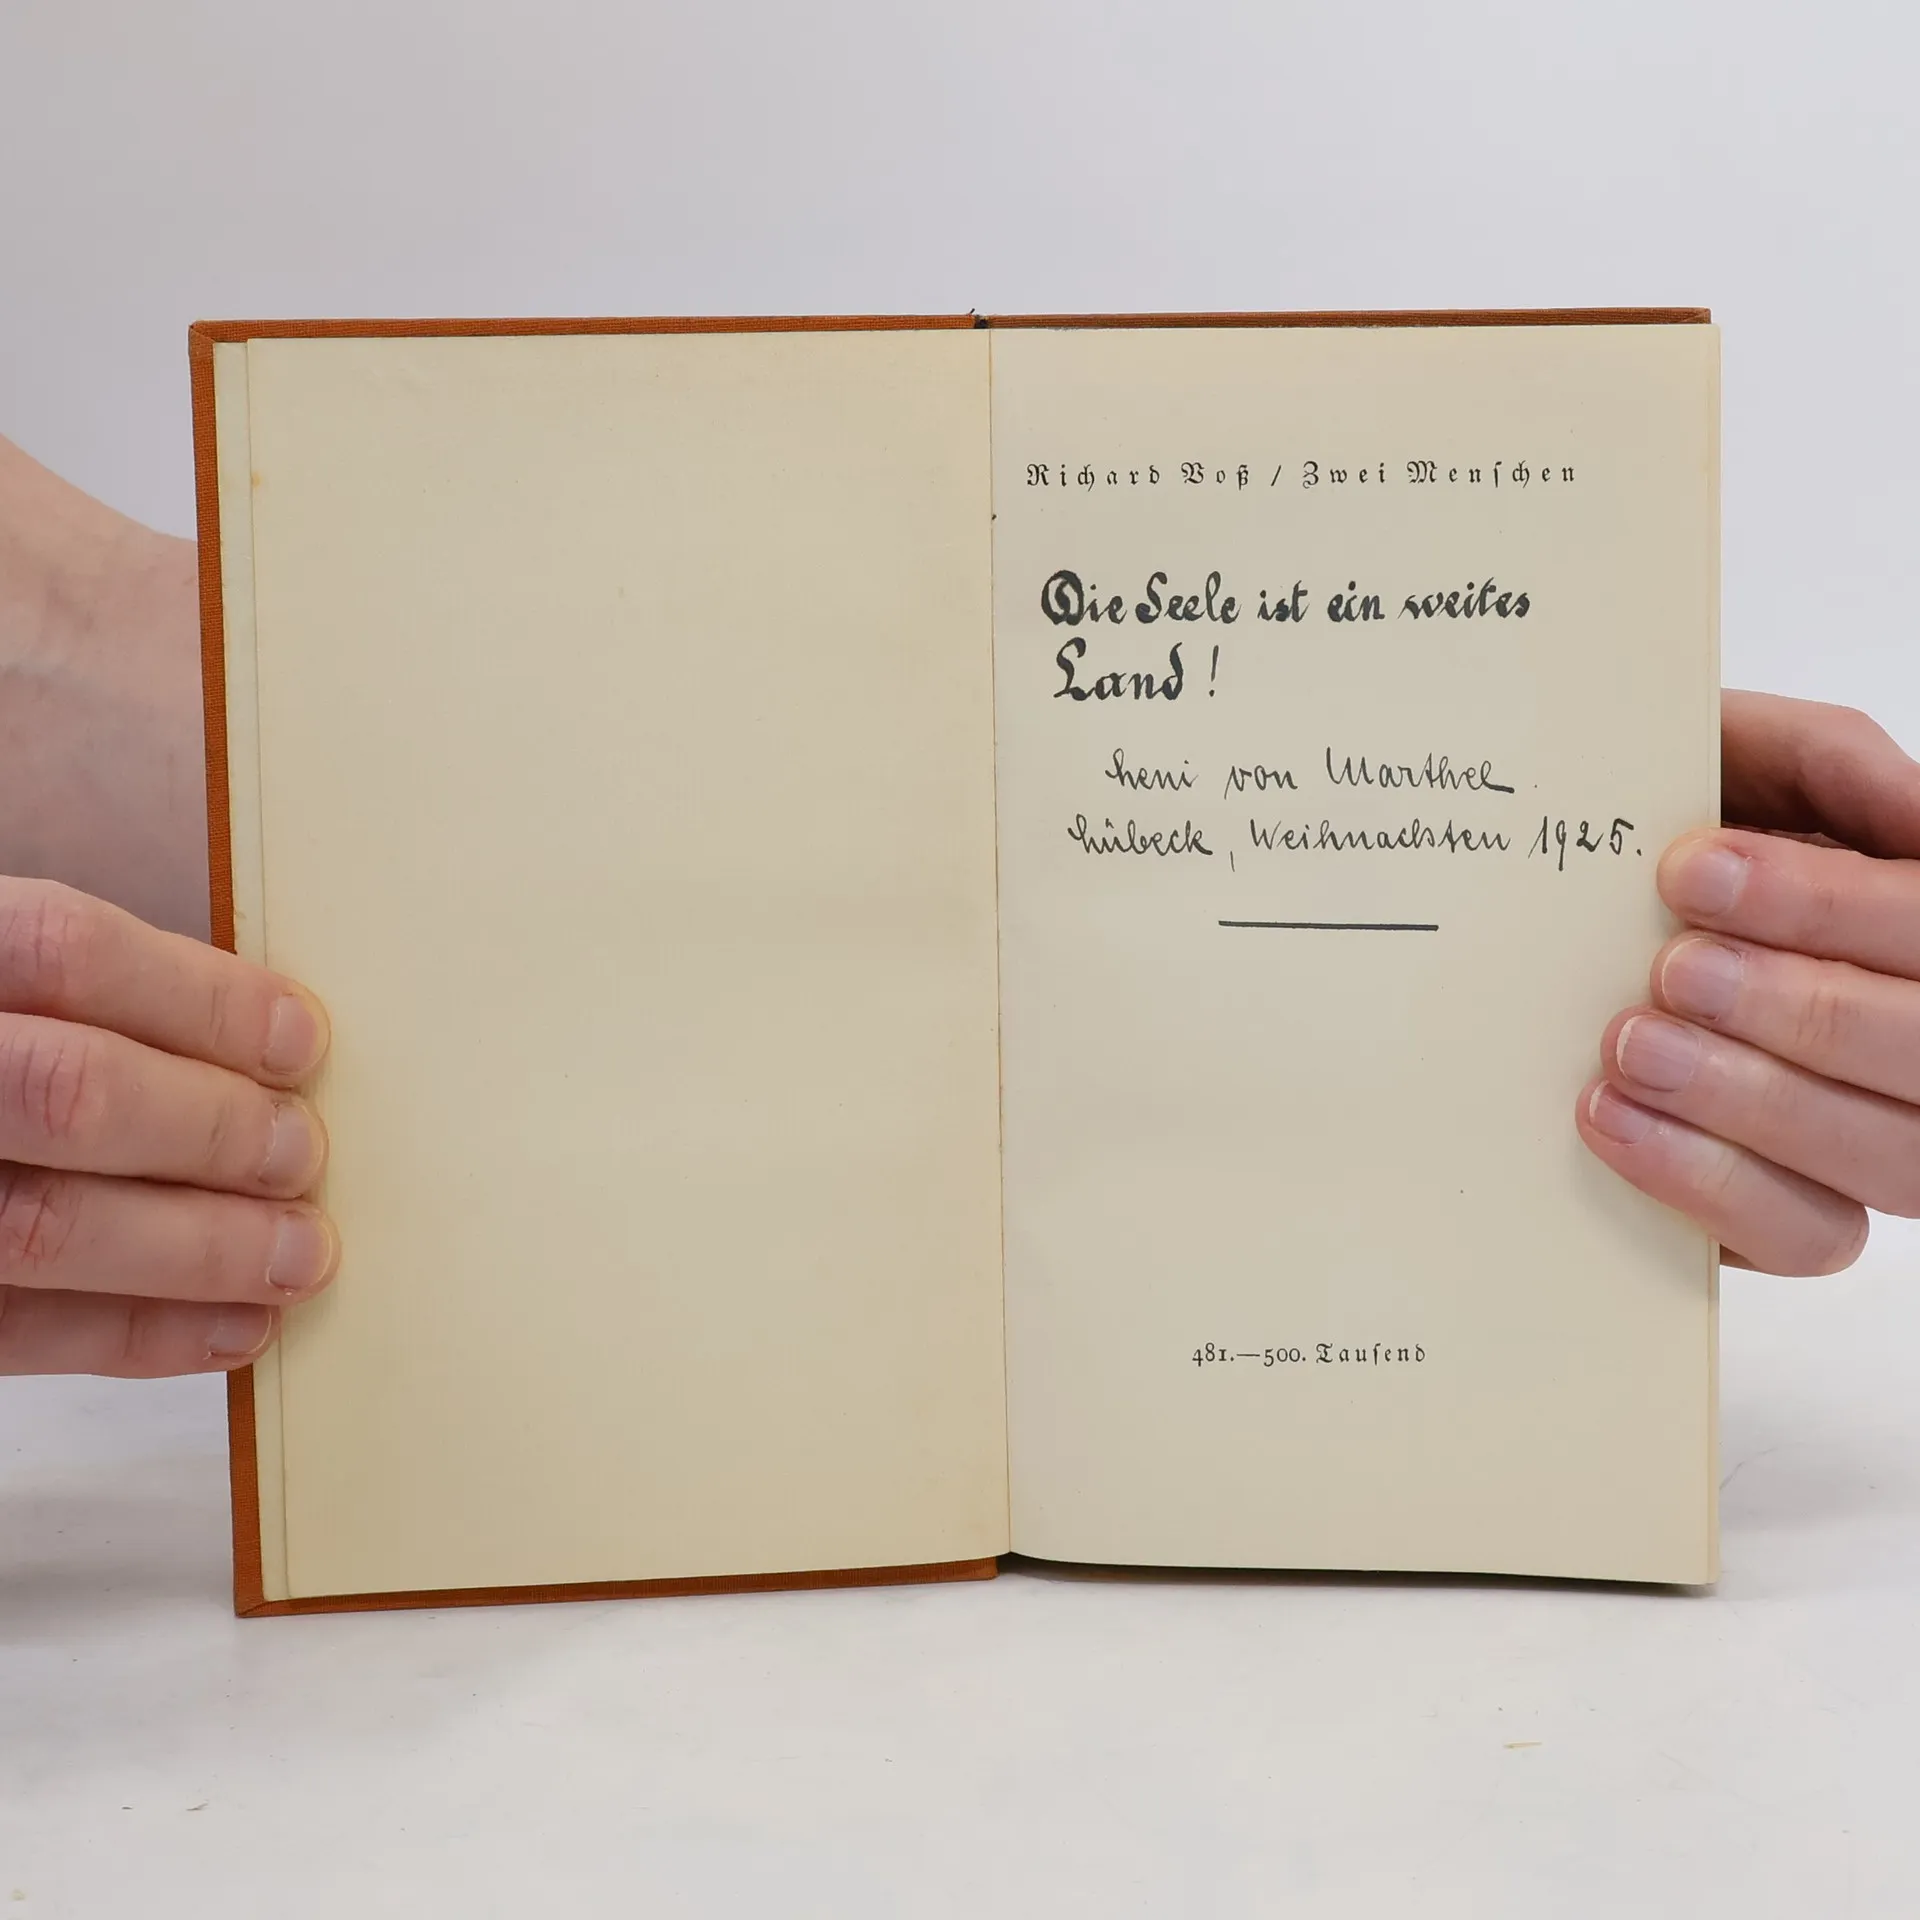 Richard Voß / Zwei Menſchen
Die Seele ist ein weites
Land!
Leni von Marthel.
Lübeck, Weihnachten 1925.
481.—500. Tauſend